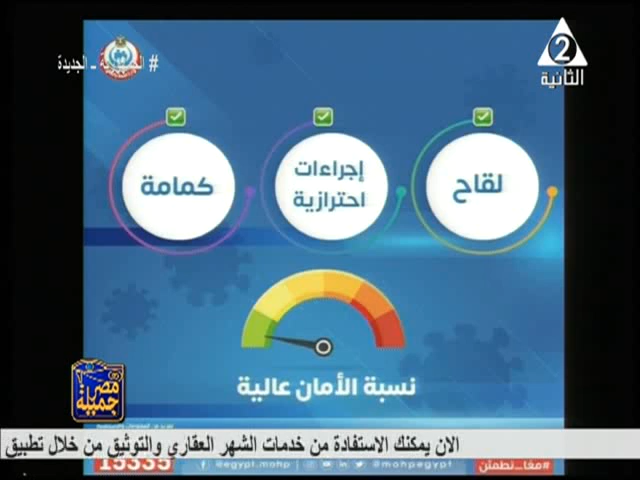 2
الثانية
# الجمهورية _ الجديدة
لقاح
إجراءات
احترازية
كمامة
نسبة الأمان عالية
مصر
جميلة
الان يمكنك الاستفادة من خدمات الشهر العقاري والتوثيق من خلال تطبيق
15335
@egypt.mohp
@mohpegypt
#معا_نطمئن